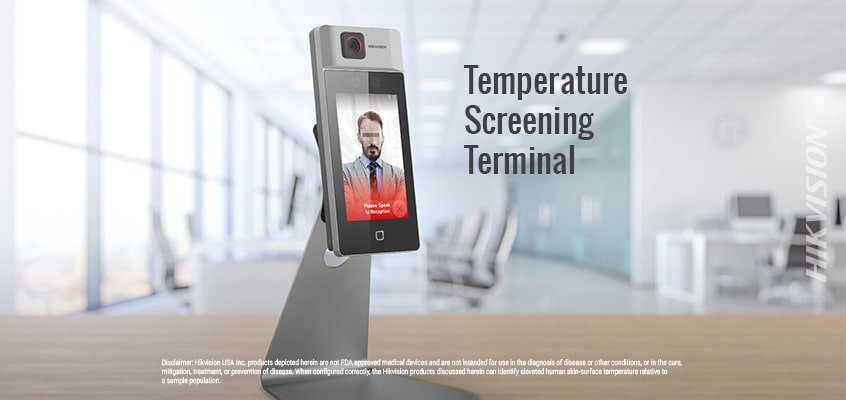 HIKVISION
Temperature
Screening
Terminal
HIKVISION
Please Speak
to Reception
Disclaimer: Hikvision USA Inc. products depicted herein are not FDA approved medical devices and are not intended for use in the diagnosis of disease or other conditions, or in the cure,
mitigation, treatment, or prevention of disease. When configured correctly, the Hikvision products discussed herein can identify elevated human skin-surface temperature relative to
a sample population.